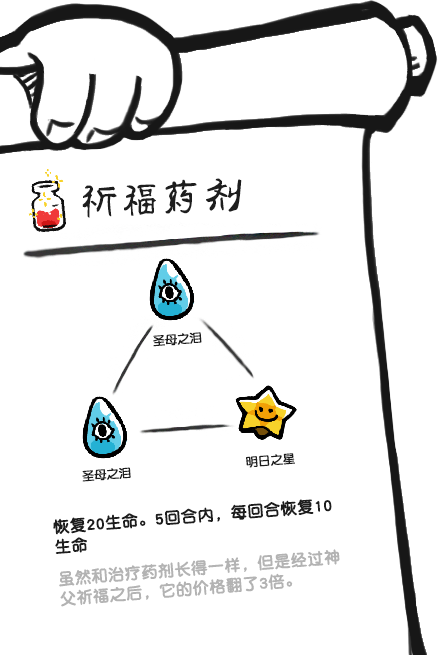 祈福药剂
圣母之泪
圣母之泪
明日之星
恢复20生命。5回合内，每回合恢复10
生命
虽然和治疗药剂长得一样，但是经过神
父祈福之后，它的价格翻了3倍。